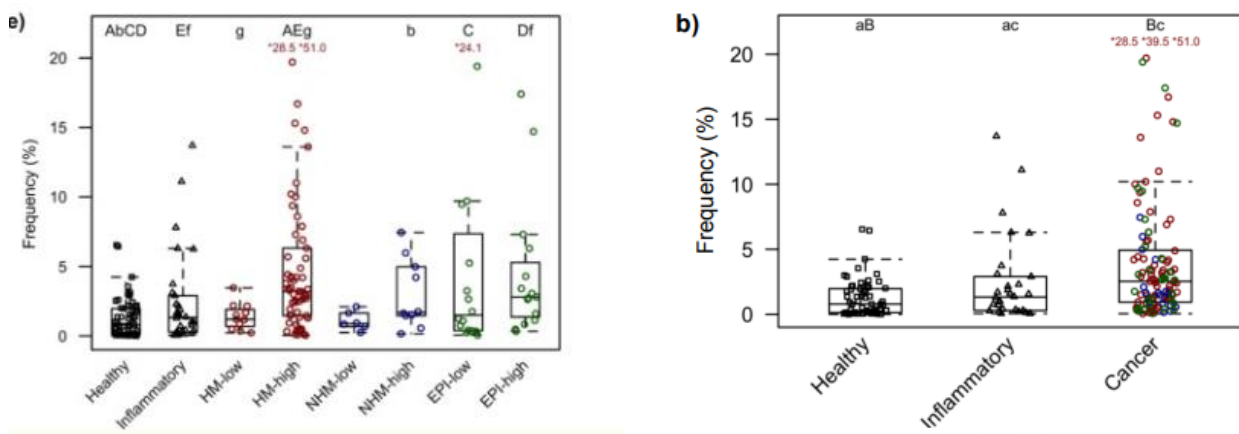 e)
AbCD Ef g AEg b C Df
*28.5 *51.0 *24.1
20
15
10
5
0
Frequency (%)
Healthy
Inflammatory
HM-low
HM-high
NHM-low
NHM-high
EPI-low
EPI-high
b)
aB ac Bc
*28.5 *39.5 *51.0
20
15
10
5
0
Frequency (%)
Healthy
Inflammatory
Cancer